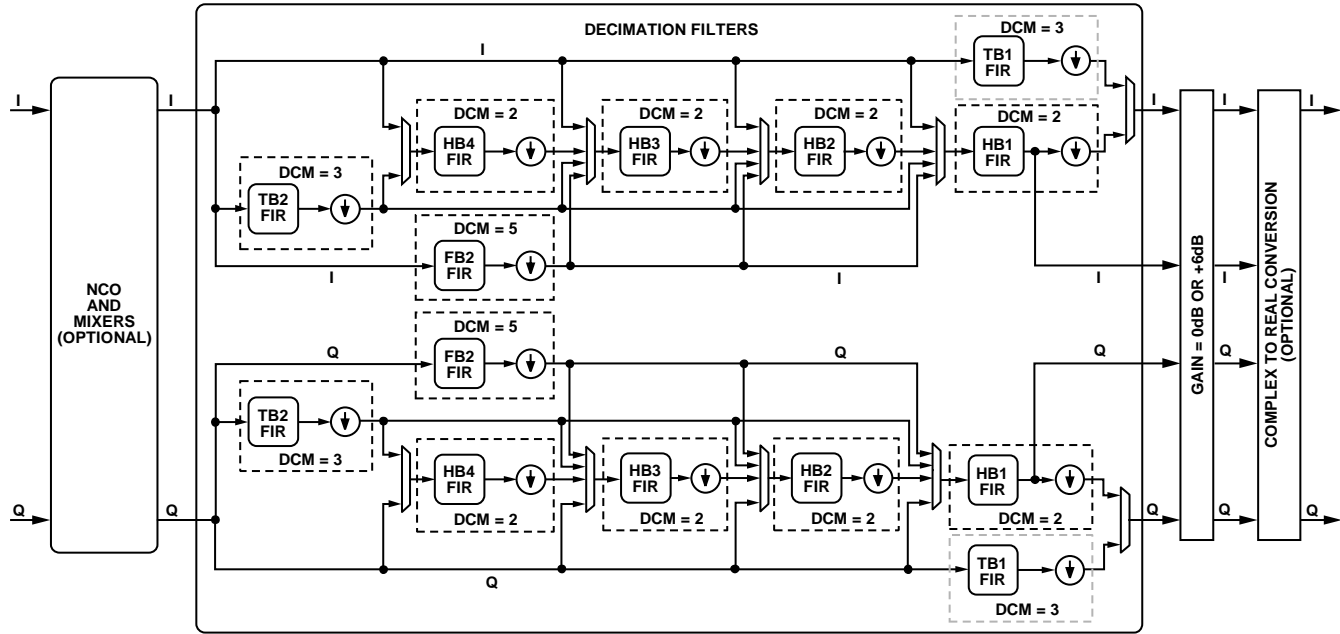 DECIMATION FILTERS
DCM = 3
I
TB1
FIR
I
I
I
I
I
I
DCM = 2
DCM = 2
DCM = 2
DCM = 2
HB4
FIR
HB3
FIR
HB2
FIR
HB1
FIR
DCM = 3
TB2
FIR
DCM = 5
FB2
FIR
I
I
I
I
NCO
AND
MIXERS
(OPTIONAL)
GAIN = 0dB OR +6dB
COMPLEX TO REAL CONVERSION
(OPTIONAL)
DCM = 5
Q
FB2
FIR
Q
Q
Q
TB2
FIR
DCM = 3
HB4
FIR
HB3
FIR
HB2
FIR
HB1
FIR
DCM = 2
DCM = 2
DCM = 2
DCM = 2
Q
Q
Q
Q
Q
Q
TB1
FIR
DCM = 3